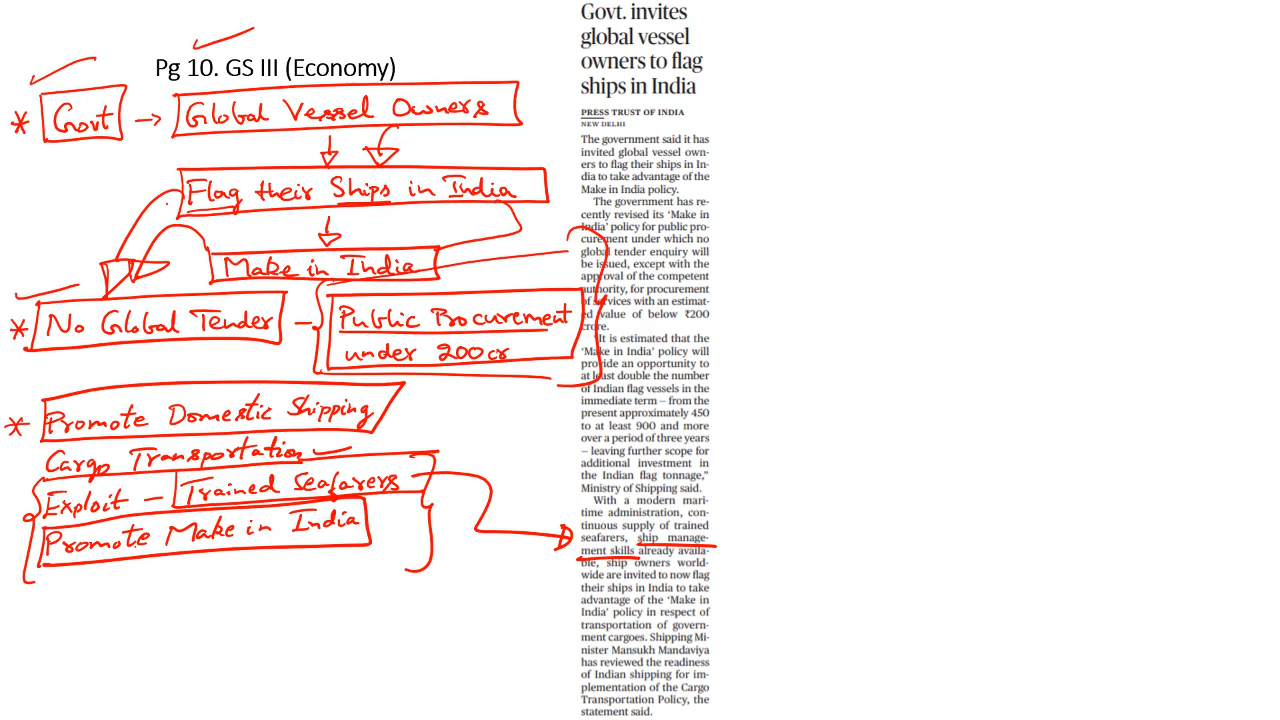 Pg 10. GS III (Economy)
* Govt → Global Vessel Owners
Flag their Ships in India
Make in India
* No Global Tender - Public Procurement
under 200cr
* Promote Domestic Shipping
Cargo Transportation
Exploit - Trained Seafarers
Promote Make in India
Govt. invites
global vessel
owners to flag
ships in India
PRESS TRUST OF INDIA
NEW DELHI
The government said it has
invited global vessel own-
ers to flag their ships in In-
dia to take advantage of the
Make in India policy.
The government has re-
cently revised its ‘Make in
India’ policy for public pro-
curement under which no
global tender enquiry will
be issued, except with the
approval of the competent
authority, for procurement
of services with an estimat-
ed value of below ₹200
crore.
“It is estimated that the
‘Make in India’ policy will
provide an opportunity to
at least double the number
of Indian flag vessels in the
immediate term – from the
present approximately 450
to at least 900 and more
over a period of three years
– leaving further scope for
additional investment in
the Indian flag tonnage,”
Ministry of Shipping said.
With a modern mari-
time administration, con-
tinuous supply of trained
seafarers, ship manage-
ment skills already availa-
ble, ship owners world-
wide are invited to now flag
their ships in India to take
advantage of the ‘Make in
India’ policy in respect of
transportation of govern-
ment cargoes. Shipping Mi-
nister Mansukh Mandaviya
has reviewed the readiness
of Indian shipping for im-
plementation of the Cargo
Transportation Policy, the
statement said.